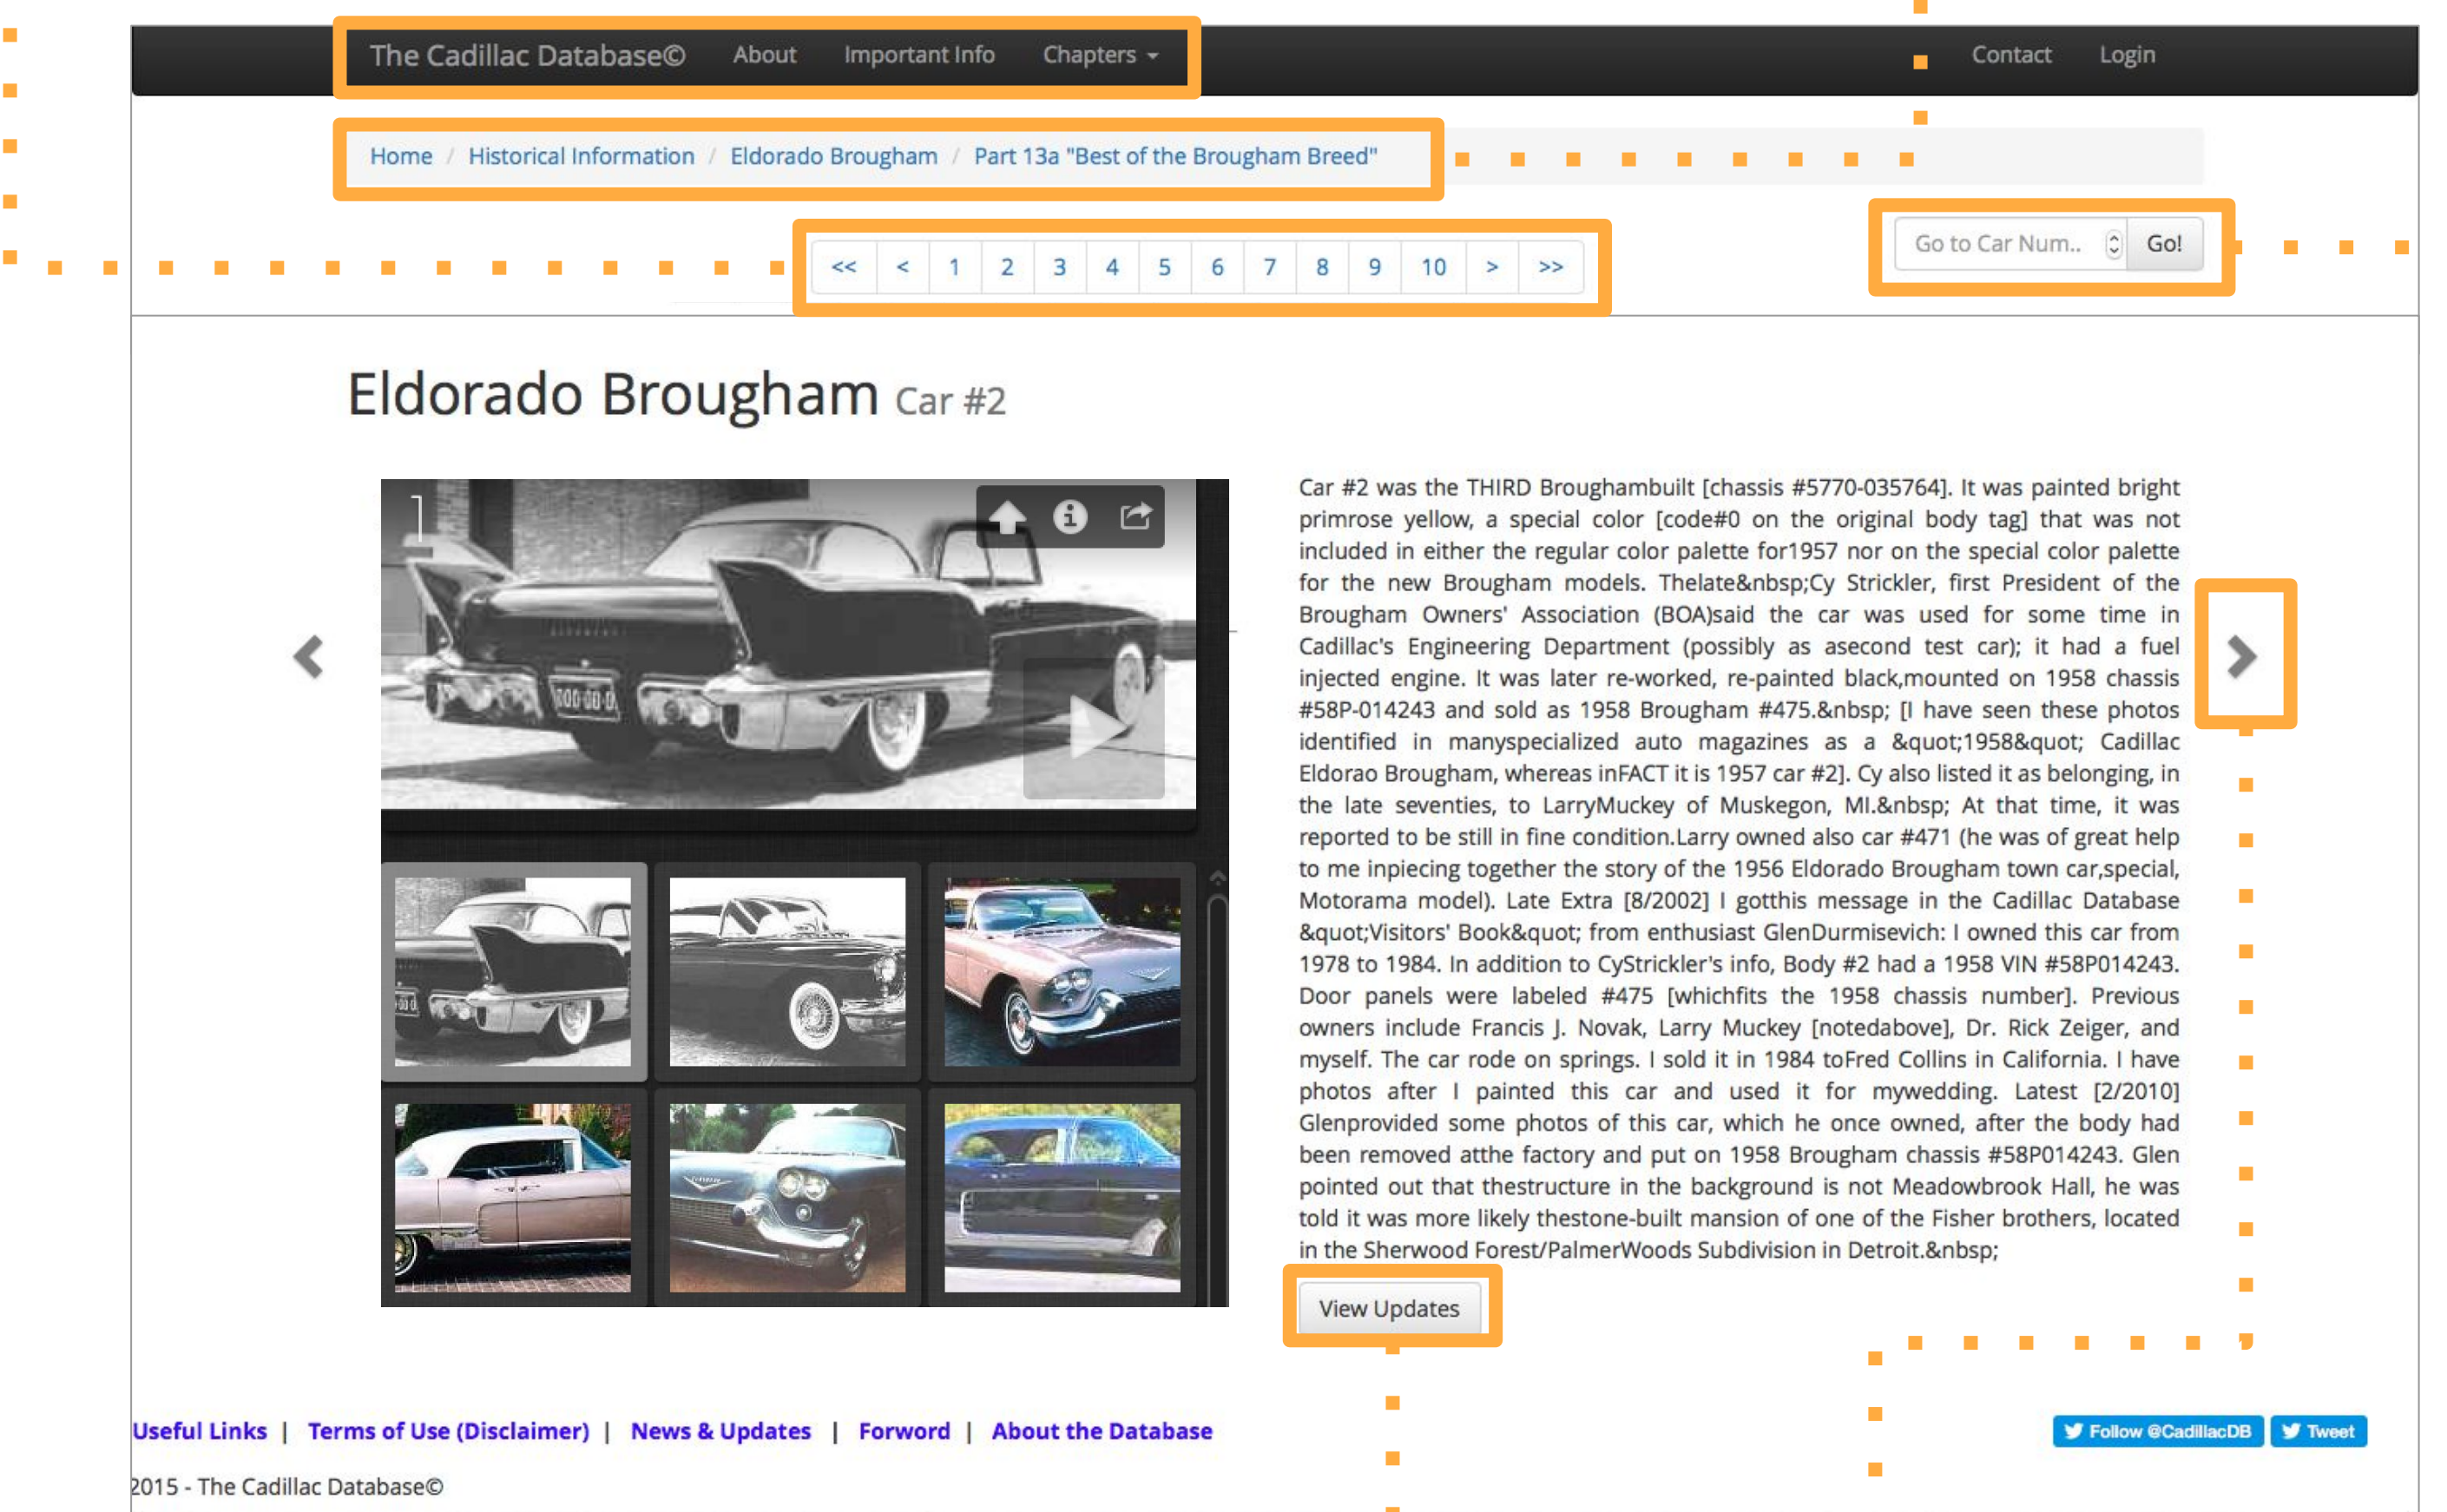 The Cadillac Database© About Important Info Chapters Contact Login
Home / Historical Information / Eldorado Brougham / Part 13a "Best of the Brougham Breed"
Go to Car Num.. Go!
<< < 1 2 3 4 5 6 7 8 9 10 > >>
Eldorado Brougham Car #2
1
Car #2 was the THIRD Broughambuilt [chassis #5770-035764]. It was painted bright
primrose yellow, a special color [code#0 on the original body tag] that was not
included in either the regular color palette for1957 nor on the special color palette
for the new Brougham models. Thelate&nbsp;Cy Strickler, first President of the
Brougham Owners' Association (BOA)said the car was used for some time in
Cadillac's Engineering Department (possibly as asecond test car); it had a fuel
injected engine. It was later re-worked, re-painted black,mounted on 1958 chassis
#58P-014243 and sold as 1958 Brougham #475.&nbsp; [I have seen these photos
identified in manyspecialized auto magazines as a &quot;1958&quot; Cadillac
Eldorao Brougham, whereas inFACT it is 1957 car #2]. Cy also listed it as belonging, in
the late seventies, to LarryMuckey of Muskegon, MI.&nbsp; At that time, it was
reported to be still in fine condition.Larry owned also car #471 (he was of great help
to me inpiecing together the story of the 1956 Eldorado Brougham town car,special,
Motorama model). Late Extra [8/2002] I gotthis message in the Cadillac Database
&quot;Visitors' Book&quot; from enthusiast GlenDurmisevich: I owned this car from
1978 to 1984. In addition to CyStrickler's info, Body #2 had a 1958 VIN #58P014243.
Door panels were labeled #475 [whichfits the 1958 chassis number]. Previous
owners include Francis J. Novak, Larry Muckey [notedabove], Dr. Rick Zeiger, and
myself. The car rode on springs. I sold it in 1984 toFred Collins in California. I have
photos after I painted this car and used it for mywedding. Latest [2/2010]
Glenprovided some photos of this car, which he once owned, after the body had
been removed atthe factory and put on 1958 Brougham chassis #58P014243. Glen
pointed out that thestructure in the background is not Meadowbrook Hall, he was
told it was more likely thestone-built mansion of one of the Fisher brothers, located
in the Sherwood Forest/PalmerWoods Subdivision in Detroit.&nbsp;
View Updates
Useful Links | Terms of Use (Disclaimer) | News & Updates | Forword | About the Database
Follow @CadillacDB Tweet
2015 - The Cadillac Database©